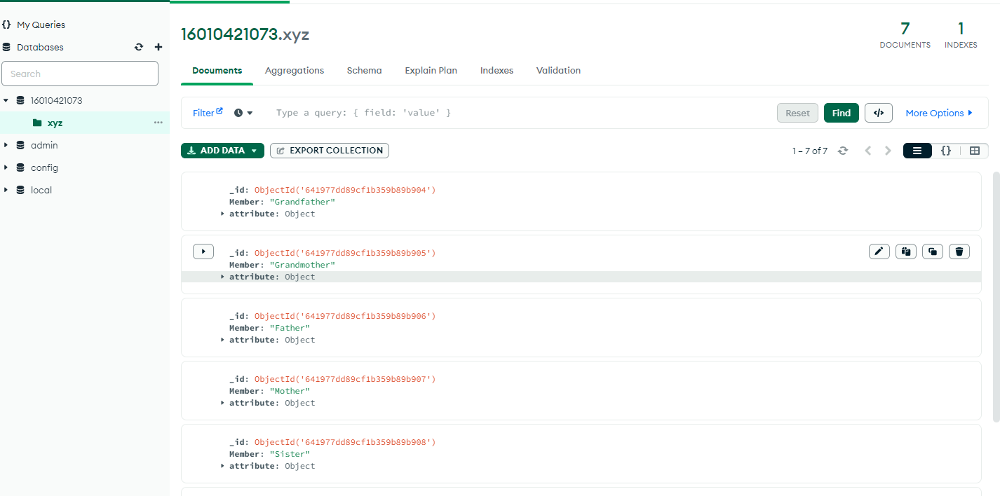 {} My Queries
Databases
Search
16010421073
xyz
admin
config
local
16010421073.xyz
7
DOCUMENTS
1
INDEXES
Documents Aggregations Schema Explain Plan Indexes Validation
Filter Type a query: { field: 'value' } Reset Find </> More Options
ADD DATA EXPORT COLLECTION 1 – 7 of 7 {}
_id: ObjectId('641977dd89cf1b359b89b904')
Member: "Grandfather"
attribute: Object
_id: ObjectId('641977dd89cf1b359b89b905')
Member: "Grandmother"
attribute: Object
_id: ObjectId('641977dd89cf1b359b89b906')
Member: "Father"
attribute: Object
_id: ObjectId('641977dd89cf1b359b89b907')
Member: "Mother"
attribute: Object
_id: ObjectId('641977dd89cf1b359b89b908')
Member: "Sister"
attribute: Object